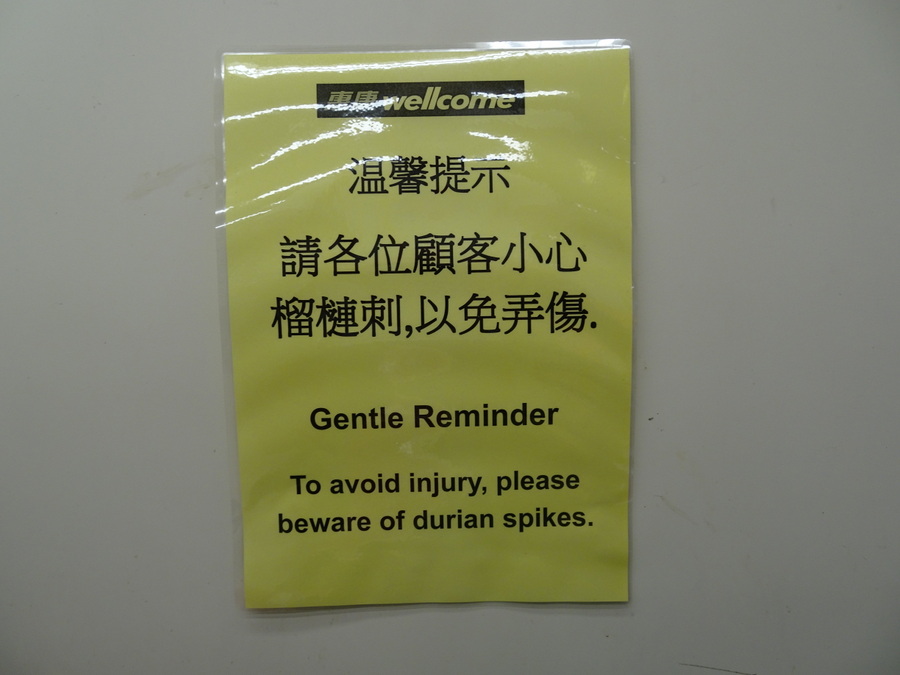 惠康 wellcome
温馨提示
請各位顧客小心
榴槤刺,以免弄傷.
Gentle Reminder
To avoid injury, please
beware of durian spikes.